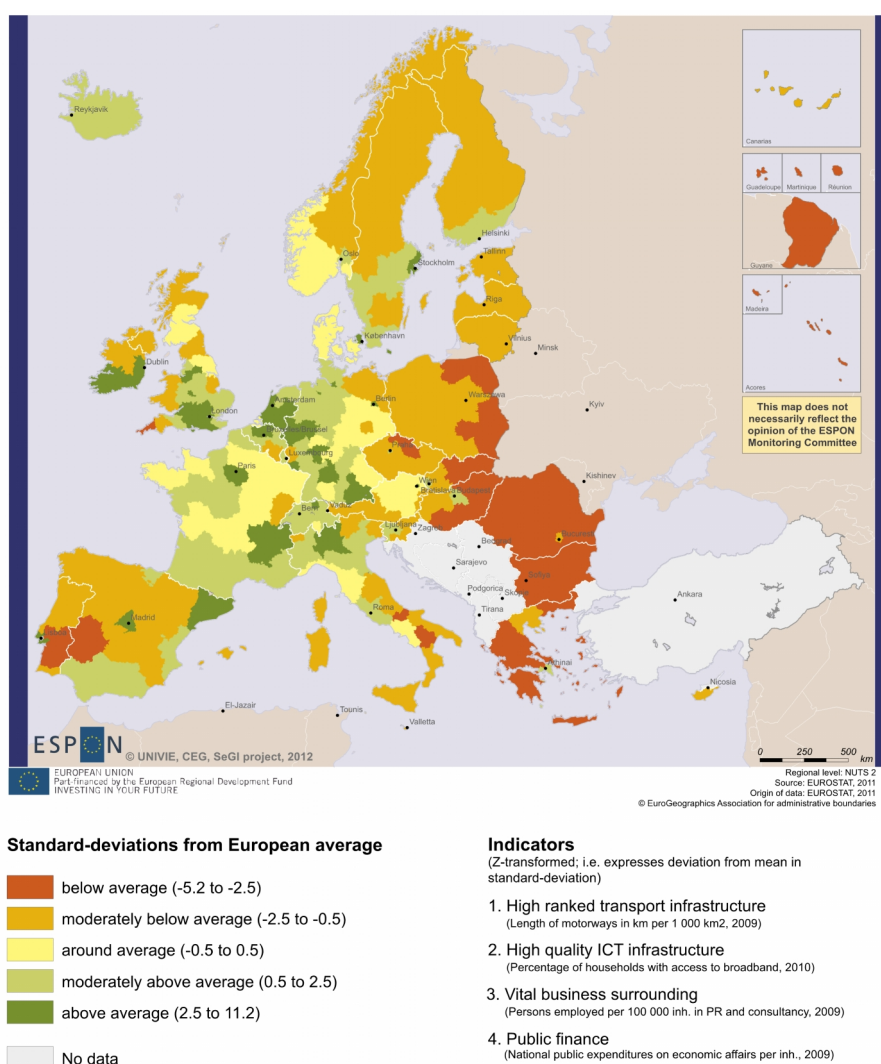 Reykjavik
Canarias
Guadeloupe
Martinique
Réunion
Guyane
Madeira
Acores
This map does not
necessarily reflect the
opinion of the ESPON
Monitoring Committee
Helsinki
Tallinn
Oslo
Stockholm
Riga
København
Vilnius
Minsk
Dublin
Berlin
Warszawa
Amsterdam
London
Kyiv
Bruxelles/Brussel
Luxembourg
Paris
Kishinev
Wien
Bratislava
Budapest
Bern
Vaduz
Ljubljana
Zagreb
Bucuresti
Beograd
Sarajevo
Sofiya
Podgorica
Skopje
Ankara
Roma
Tirana
Madrid
Lisboa
Athinai
Nicosia
El-Jazair
Tounis
Valletta
ESPON
© UNIVIE, CEG, SeGI project, 2012
0 250 500
km
EUROPEAN UNION
Part-financed by the European Regional Development Fund
INVESTING IN YOUR FUTURE
Regional level: NUTS 2
Source: EUROSTAT, 2011
Origin of data: EUROSTAT, 2011
© EuroGeographics Association for administrative boundaries
Standard-deviations from European average
below average (-5.2 to -2.5)
moderately below average (-2.5 to -0.5)
around average (-0.5 to 0.5)
moderately above average (0.5 to 2.5)
above average (2.5 to 11.2)
No data
Indicators
(Z-transformed; i.e. expresses deviation from mean in
standard-deviation)
1. High ranked transport infrastructure
(Length of motorways in km per 1 000 km2, 2009)
2. High quality ICT infrastructure
(Percentage of households with access to broadband, 2010)
3. Vital business surrounding
(Persons employed per 100 000 inh. in PR and consultancy, 2009)
4. Public finance
(National public expenditures on economic affairs per inh., 2009)